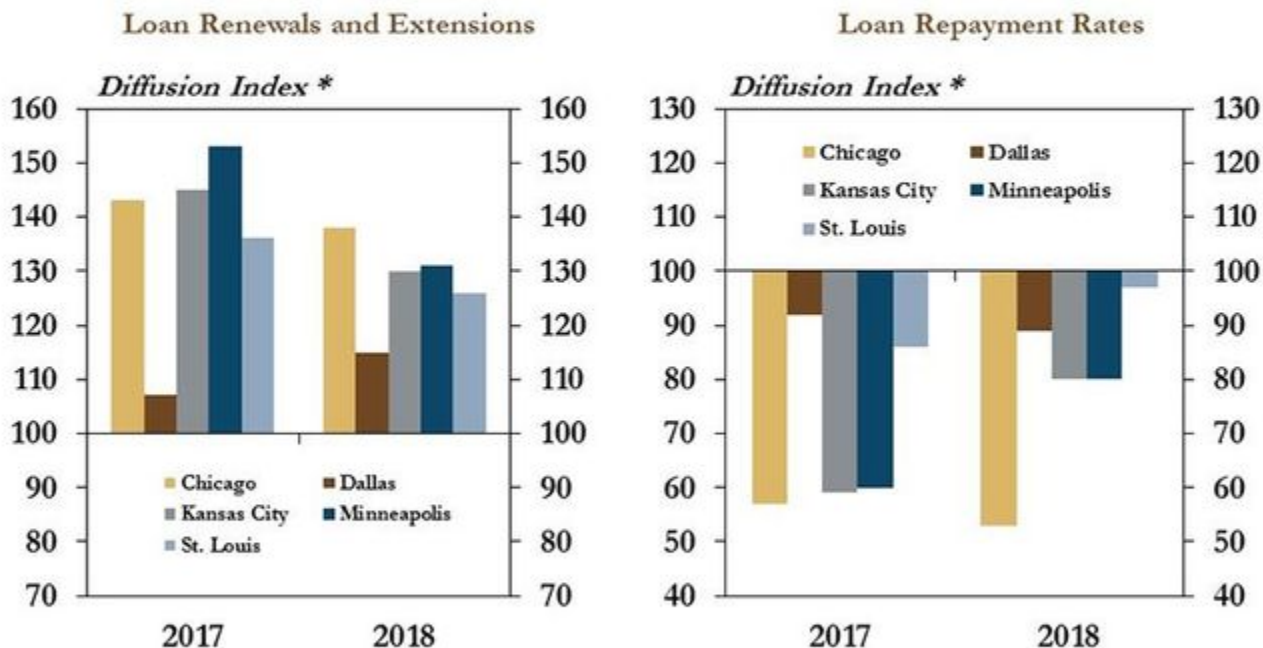 Loan Renewals and Extensions
Diffusion Index *
160 160
150 150
140 140
130 130
120 120
110 110
100 100
90 90
80 80
70 70
Chicago Dallas
Kansas City Minneapolis
St. Louis
2017 2018
Loan Repayment Rates
Diffusion Index *
130 130
120 120
110 110
100 100
90 90
80 80
70 70
60 60
50 50
40 40
Chicago Dallas
Kansas City Minneapolis
St. Louis
2017 2018